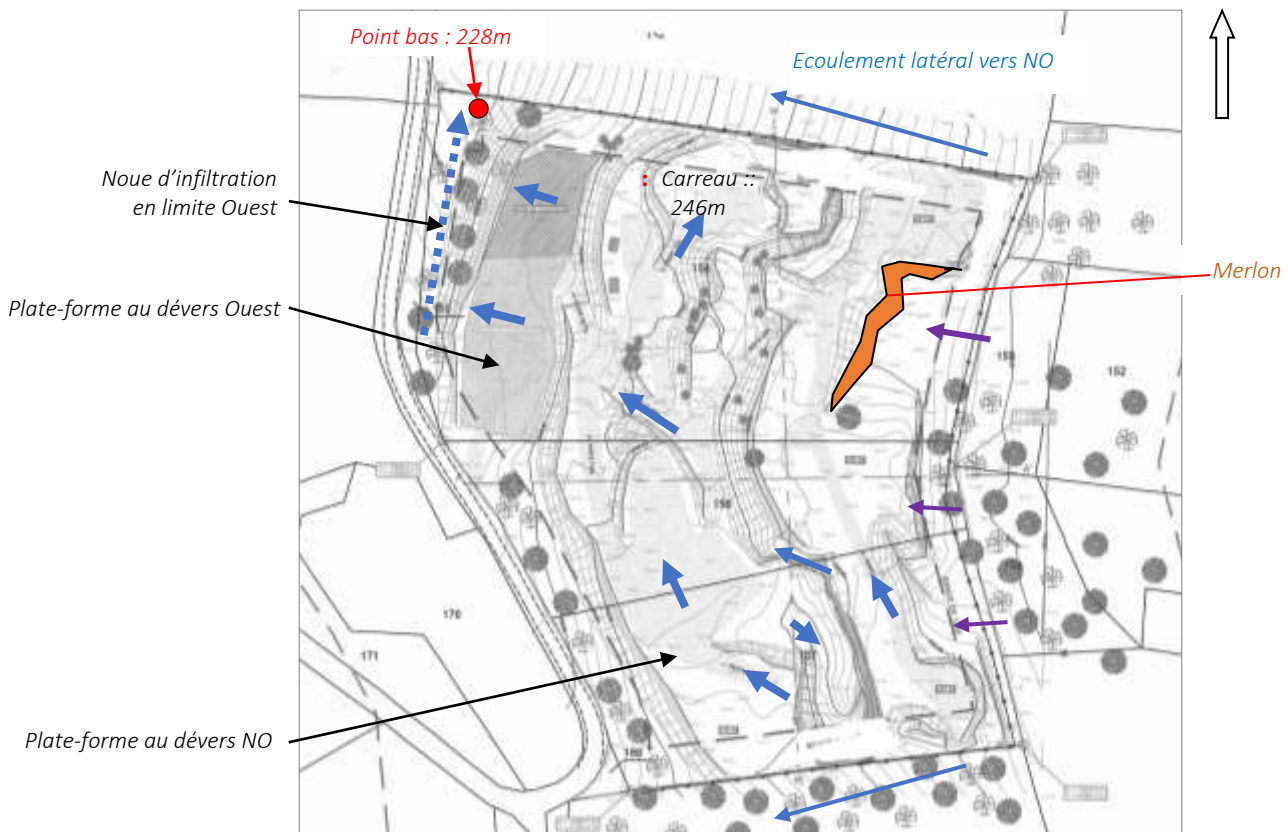 Point bas : 228m
Ecoulement latéral vers NO
Noue d'infiltration
en limite Ouest
: Carreau ::
246m
Merlon
Plate-forme au dévers Ouest
152
170
171
Plate-forme au dévers NO